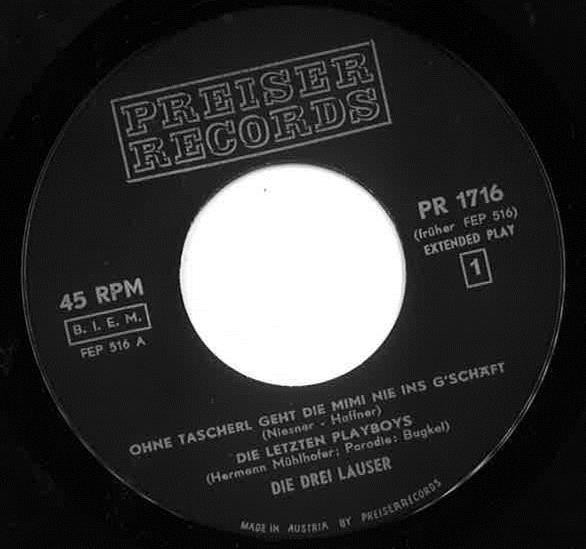 PREISER
RECORDS
PR 1716
(früher FEP 516)
EXTENDED PLAY
1
45 RPM
B. I. E. M.
FEP 516 A
OHNE TASCHERL GEHT DIE MIMI NIE INS G'SCHÄFT
(Niesner - Haffner)
DIE LETZTEN PLAYBOYS
(Hermann Mühlhofer; Parodie: Bugkel)
DIE DREI LAUSER
MADE IN AUSTRIA BY PREISERRECORDS